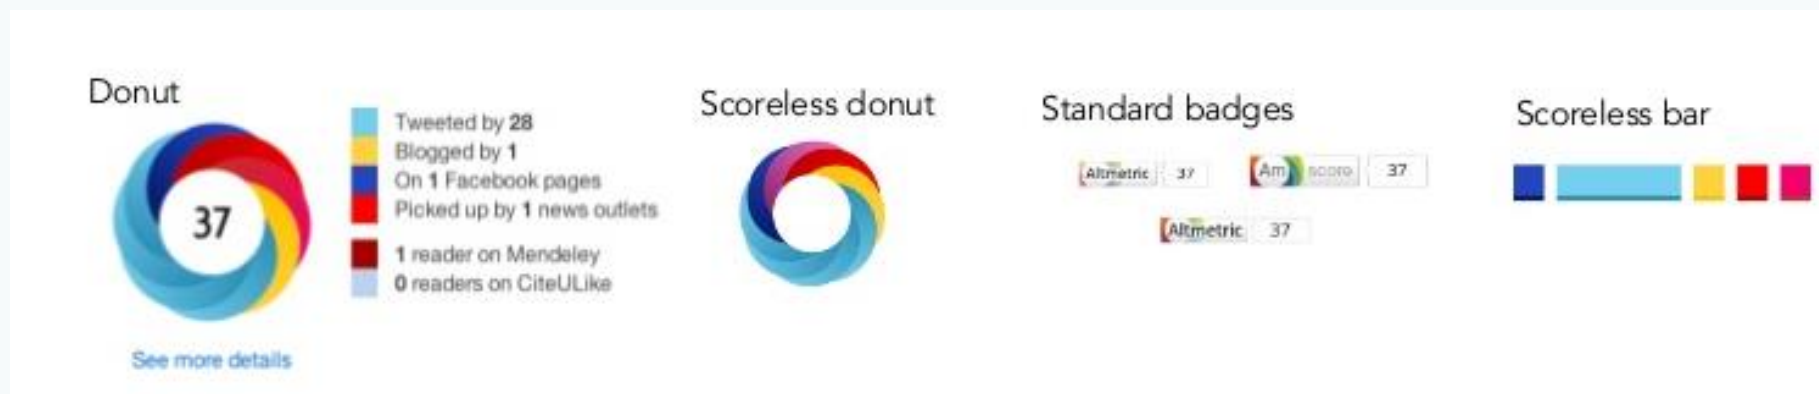 Donut
37
Tweeted by 28
Blogged by 1
On 1 Facebook pages
Picked up by 1 news outlets
1 reader on Mendeley
0 readers on CiteULike
See more details
Scoreless donut
Standard badges
Altmetric 37
Am score 37
Altmetric 37
Scoreless bar